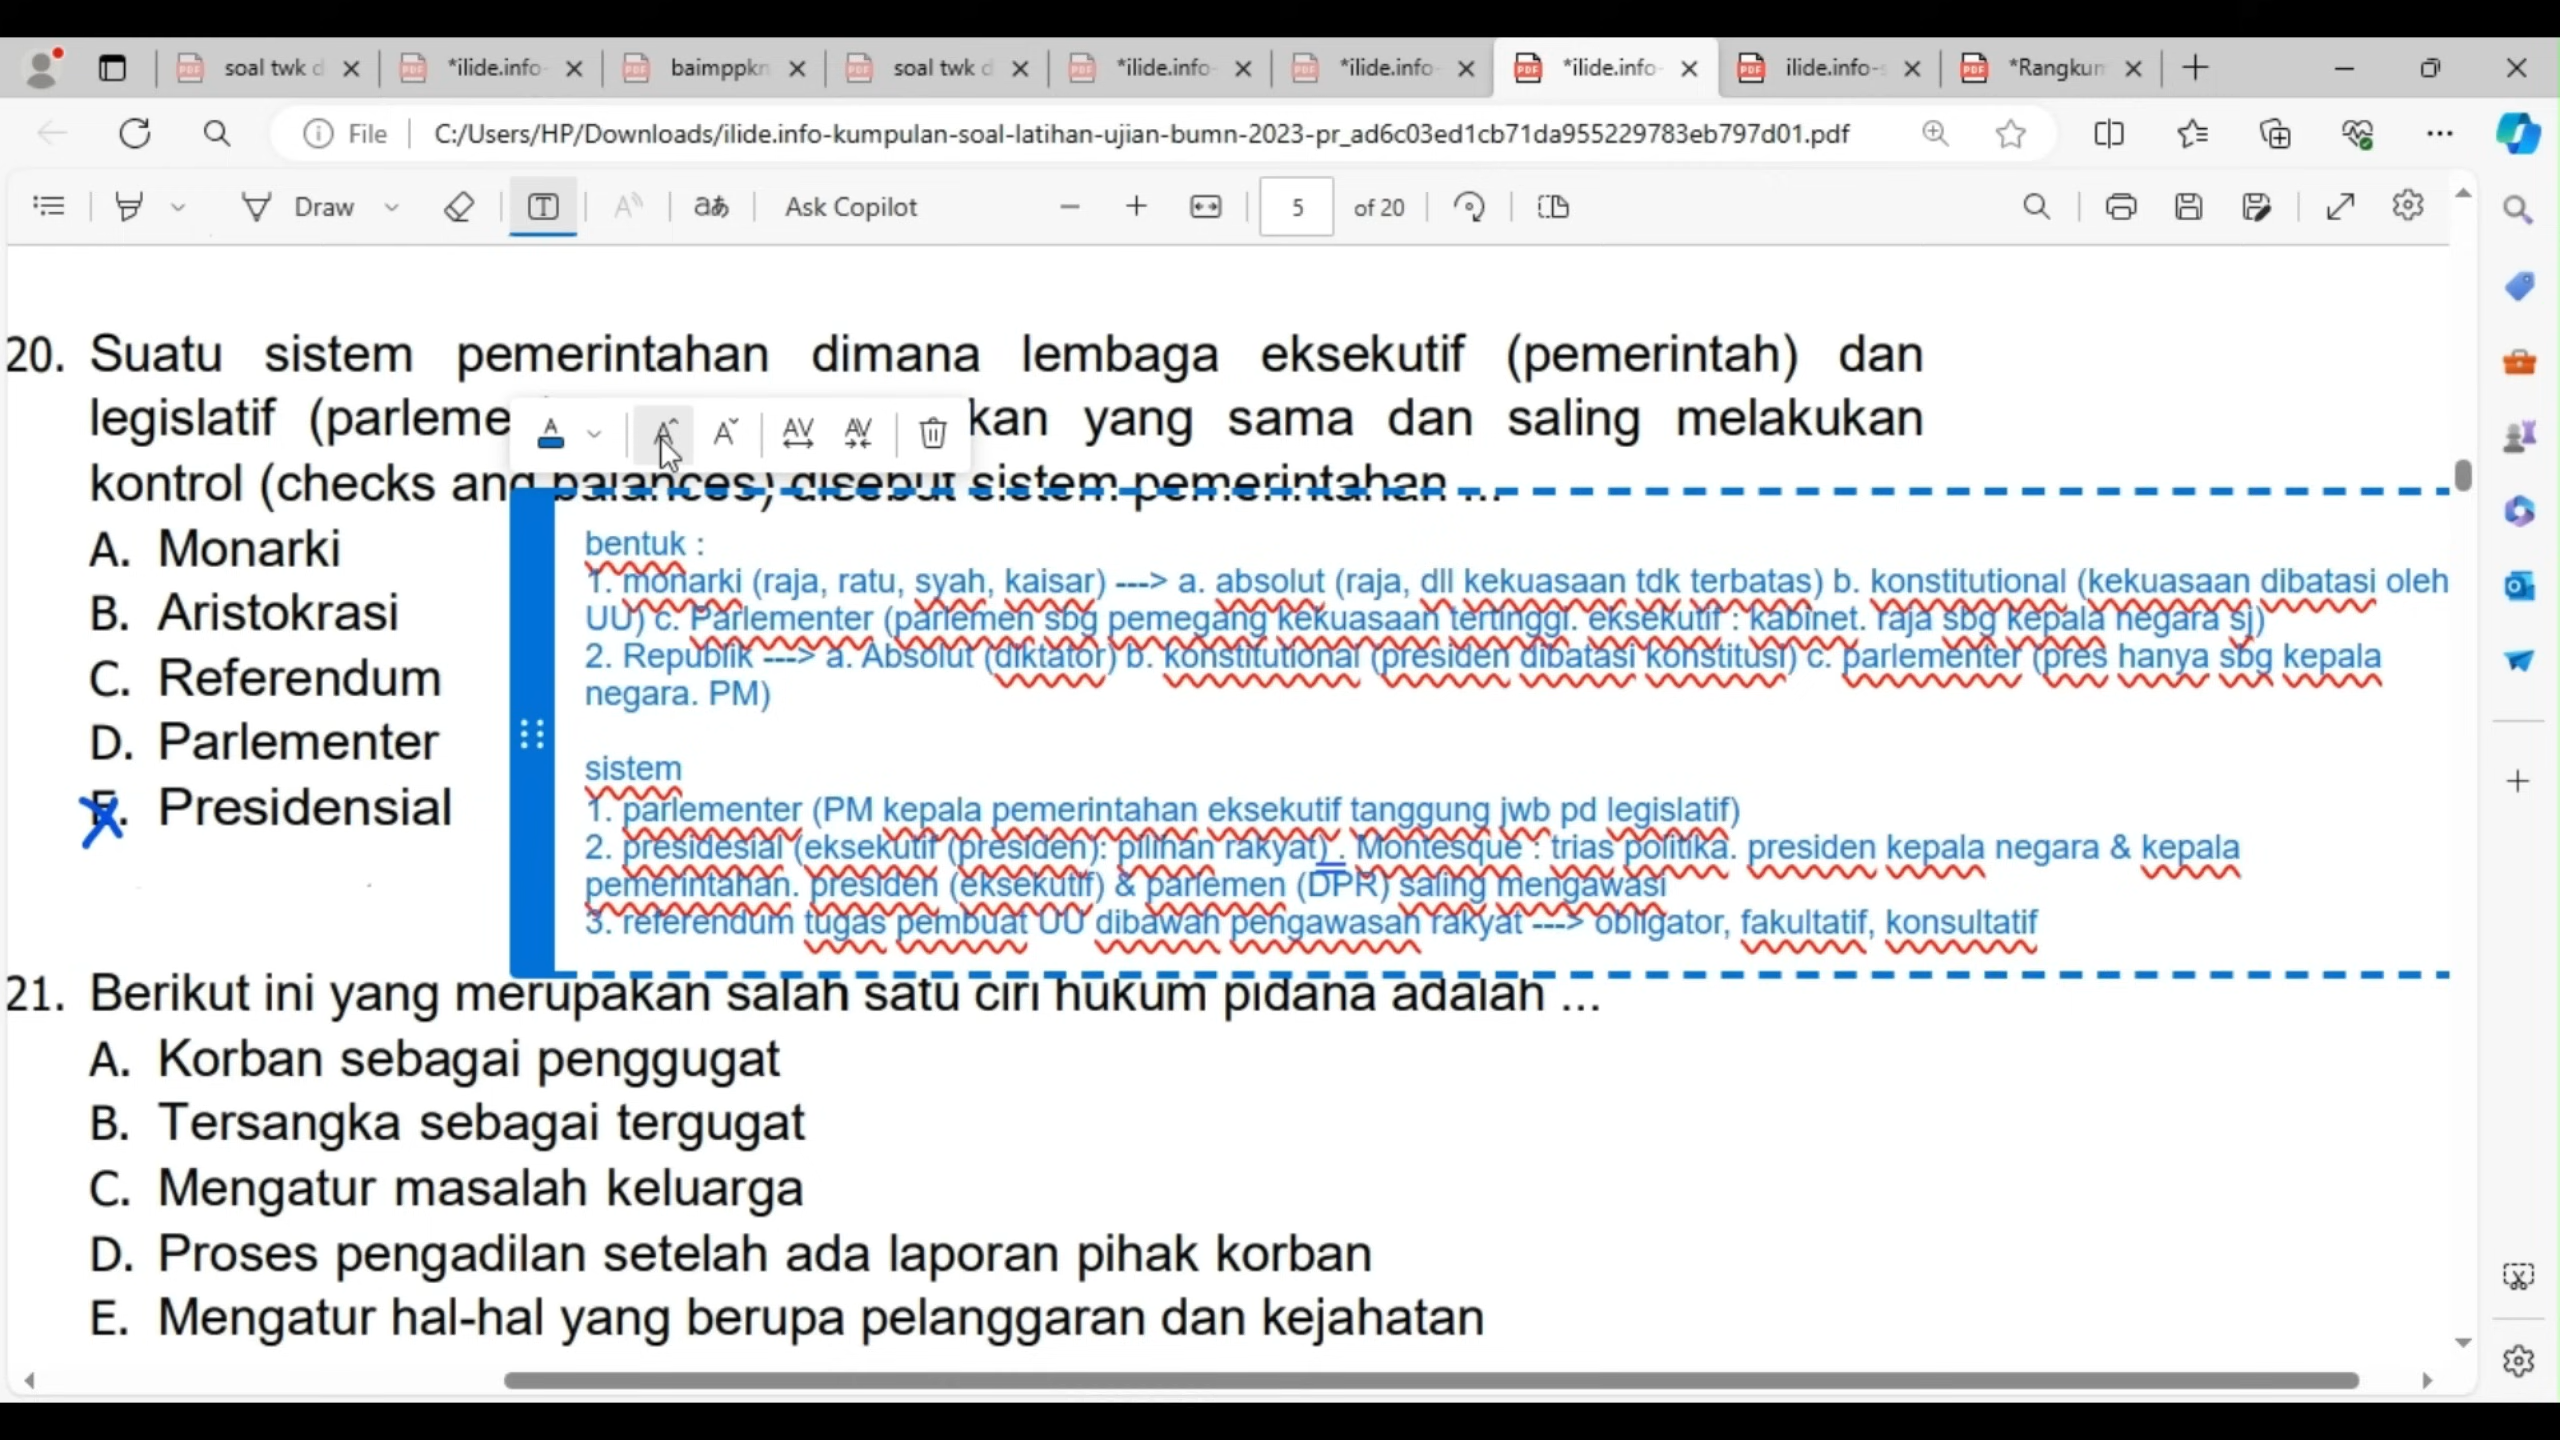 soal twk d
*ilide.info-
baimppkn
soal twk d
*ilide.info-
*ilide.info-
*ilide.info-
ilide.info-s
*Rangkum
File
C:/Users/HP/Downloads/ilide.info-kumpulan-soal-latihan-ujian-bumn-2023-pr_ad6c03ed1cb71da955229783eb797d01.pdf
Draw
aあ
Ask Copilot
5
of 20
20. Suatu sistem pemerintahan dimana lembaga eksekutif (pemerintah) dan
legislatif (parleme kan yang sama dan saling melakukan
kontrol (checks and balances) disebut sistem pemerintahan ...
A. Monarki
B. Aristokrasi
C. Referendum
D. Parlementer
E. Presidensial
bentuk :
1. monarki (raja, ratu, syah, kaisar) ---> a. absolut (raja, dll kekuasaan tdk terbatas) b. konstitutional (kekuasaan dibatasi oleh
UU) c. Parlementer (parlemen sbg pemegang kekuasaan tertinggi. eksekutif : kabinet. raja sbg kepala negara sj)
2. Republik ---> a. Absolut (diktator) b. konstitutional (presiden dibatasi konstitusi) c. parlementer (pres hanya sbg kepala
negara. PM)
sistem
1. parlementer (PM kepala pemerintahan eksekutif tanggung jwb pd legislatif)
2. presidesial (eksekutif (presiden): pilihan rakyat) . Montesque : trias politika. presiden kepala negara & kepala
pemerintahan. presiden (eksekutif) & parlemen (DPR) saling mengawasi
3. referendum tugas pembuat UU dibawah pengawasan rakyat ---> obligator, fakultatif, konsultatif
21. Berikut ini yang merupakan salah satu ciri hukum pidana adalah ...
A. Korban sebagai penggugat
B. Tersangka sebagai tergugat
C. Mengatur masalah keluarga
D. Proses pengadilan setelah ada laporan pihak korban
E. Mengatur hal-hal yang berupa pelanggaran dan kejahatan